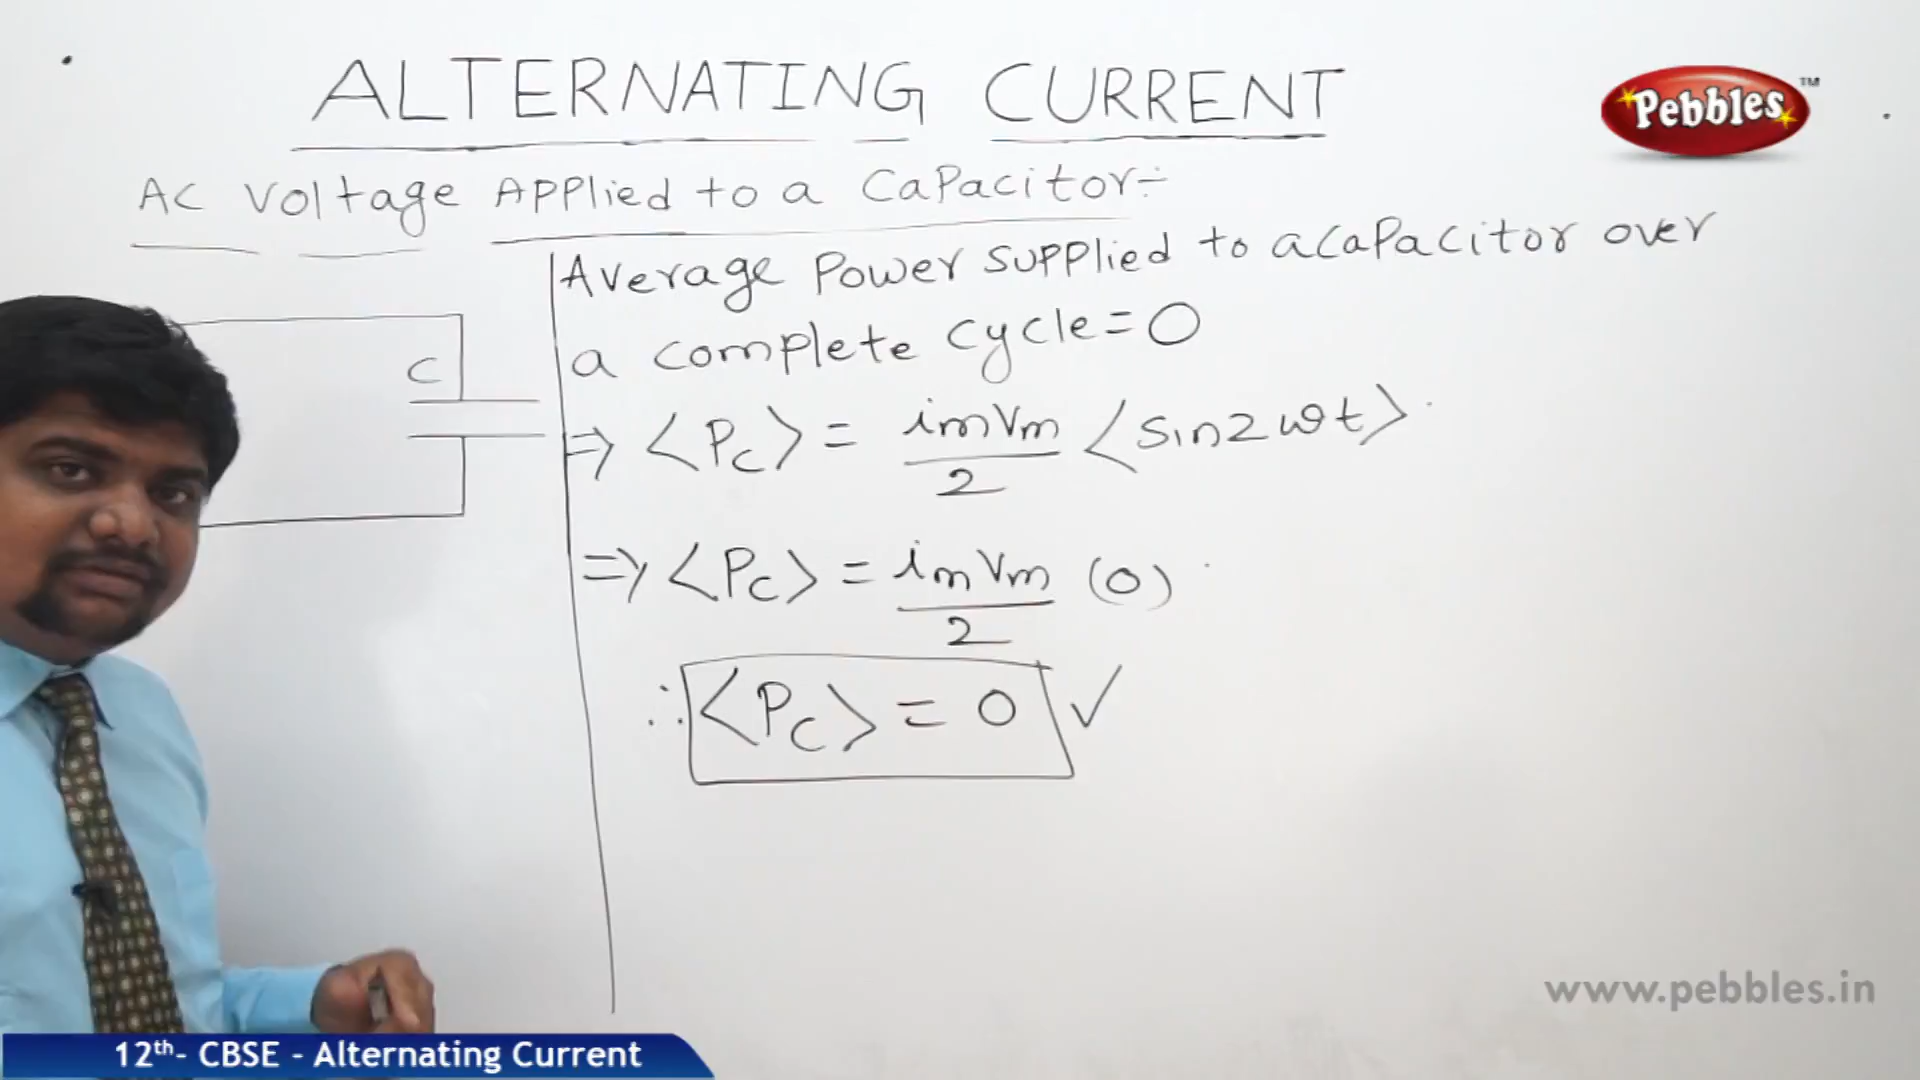 ALTERNATING CURRENT
Pebbles™
AC Voltage Applied to a Capacitor÷
Average Power supplied to a capacitor over
a complete cycle=0
C
⇒ ⟨Pc⟩ = imVm/2 ⟨sin2ωt⟩
⇒ ⟨Pc⟩ = imVm/2 (0)
∴ ⟨Pc⟩ = 0 ✓
www.pebbles.in
12th- CBSE - Alternating Current